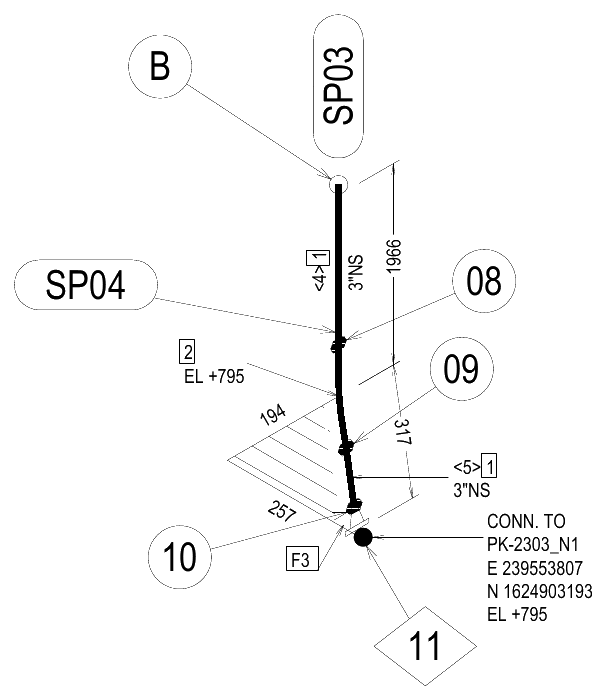 B
SP03
<4> 1
3"NS
1966
SP04
08
2
EL +795
09
194
317
<5> 1
3"NS
257
10
F3
CONN. TO
PK-2303_N1
E 239553807
N 1624903193
EL +795
11